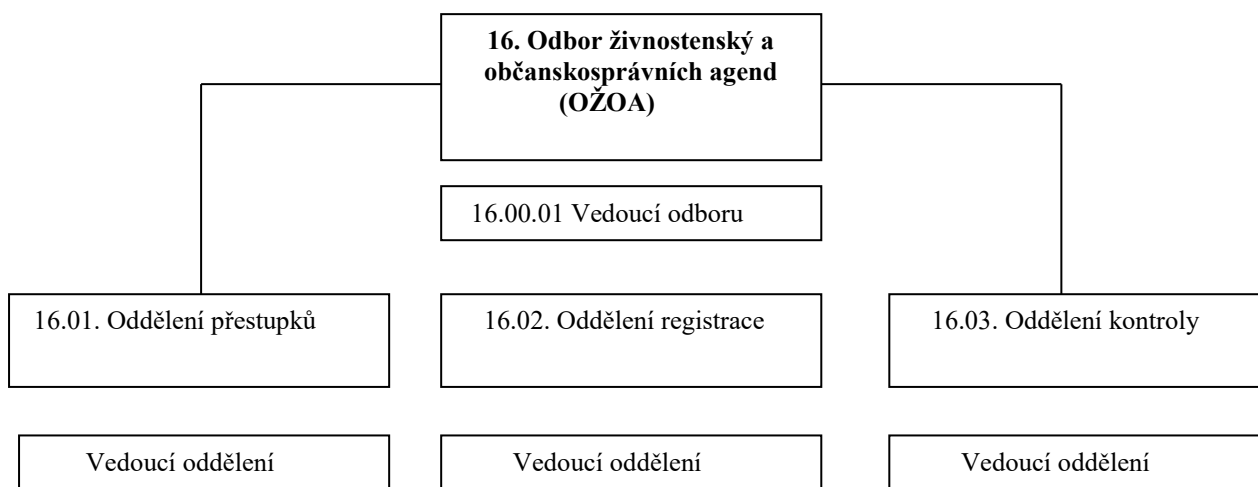 16. Odbor živnostenský a
občanskosprávních agend
(OŽOA)
16.00.01 Vedoucí odboru
16.01. Oddělení přestupků
16.02. Oddělení registrace
16.03. Oddělení kontroly
Vedoucí oddělení
Vedoucí oddělení
Vedoucí oddělení